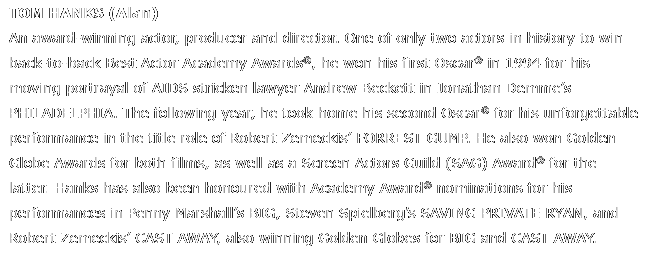 TOM HANKS (Alan)
An award-winning actor, producer and director. One of only two actors in history to win
back-to-back Best Actor Academy Awards®, he won his first Oscar® in 1994 for his
moving portrayal of AIDS-stricken lawyer Andrew Beckett in Jonathan Demme's
PHILADELPHIA. The following year, he took home his second Oscar® for his unforgettable
performance in the title role of Robert Zemeckis' FORREST GUMP. He also won Golden
Globe Awards for both films, as well as a Screen Actors Guild (SAG) Award® for the
latter. Hanks has also been honoured with Academy Award® nominations for his
performances in Penny Marshall's BIG, Steven Spielberg's SAVING PRIVATE RYAN, and
Robert Zemeckis' CAST AWAY, also winning Golden Globes for BIG and CAST AWAY.